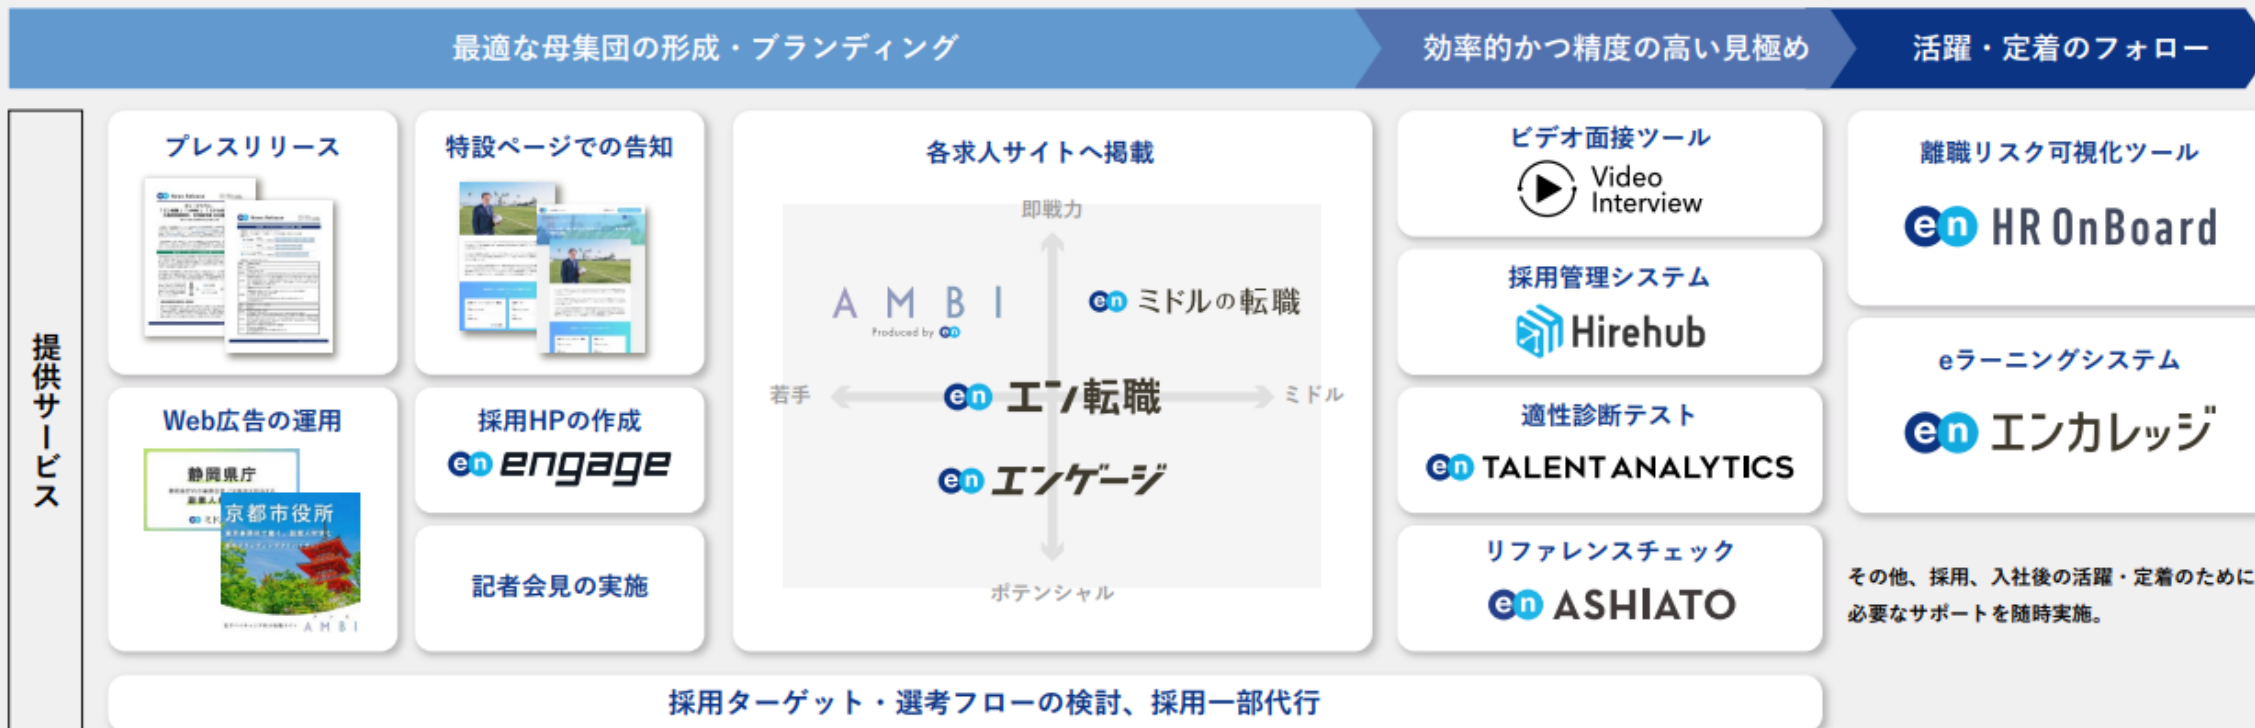 最適な母集団の形成・ブランディング
効率的かつ精度の高い見極め
活躍・定着のフォロー
提供サービス
プレスリリース
en News Release
en News Release
特設ページでの告知
Web広告の運用
静岡県庁
京都市役所
AMBI
採用HPの作成
en engage
記者会見の実施
各求人サイトへ掲載
即戦力
AMBI
Produced by en
en ミドルの転職
若手
en エン転職
ミドル
en エンゲージ
ポテンシャル
ビデオ面接ツール
Video
Interview
採用管理システム
Hirehub
適性診断テスト
en TALENT ANALYTICS
リファレンスチェック
en ASHIATO
離職リスク可視化ツール
en HR OnBoard
eラーニングシステム
en エンカレッジ
その他、採用、入社後の活躍・定着のために
必要なサポートを随時実施。
採用ターゲット・選考フローの検討、採用一部代行